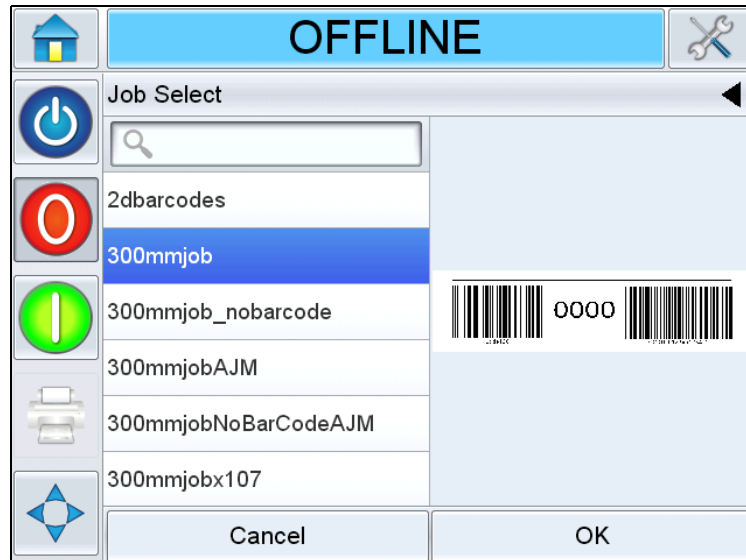 OFFLINE
Job Select
2dbarcodes
300mmjob
300mmjob_nobarcode
300mmjobAJM
300mmjobNoBarCodeAJM
300mmjobx107
0000
Cancel
OK